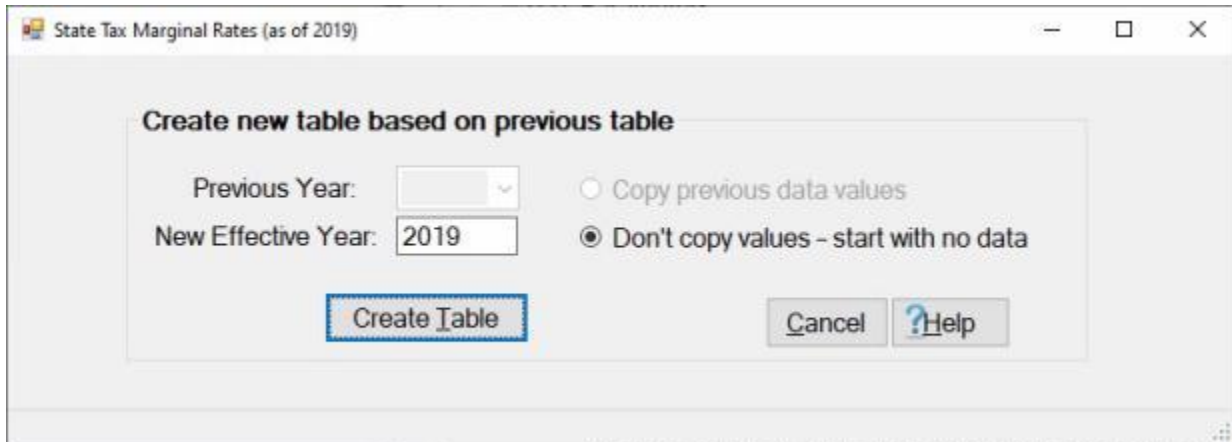 State Tax Marginal Rates (as of 2019)
Create new table based on previous table
Previous Year:
Copy previous data values
New Effective Year: 2019
Don't copy values – start with no data
Create Table
Cancel
?Help